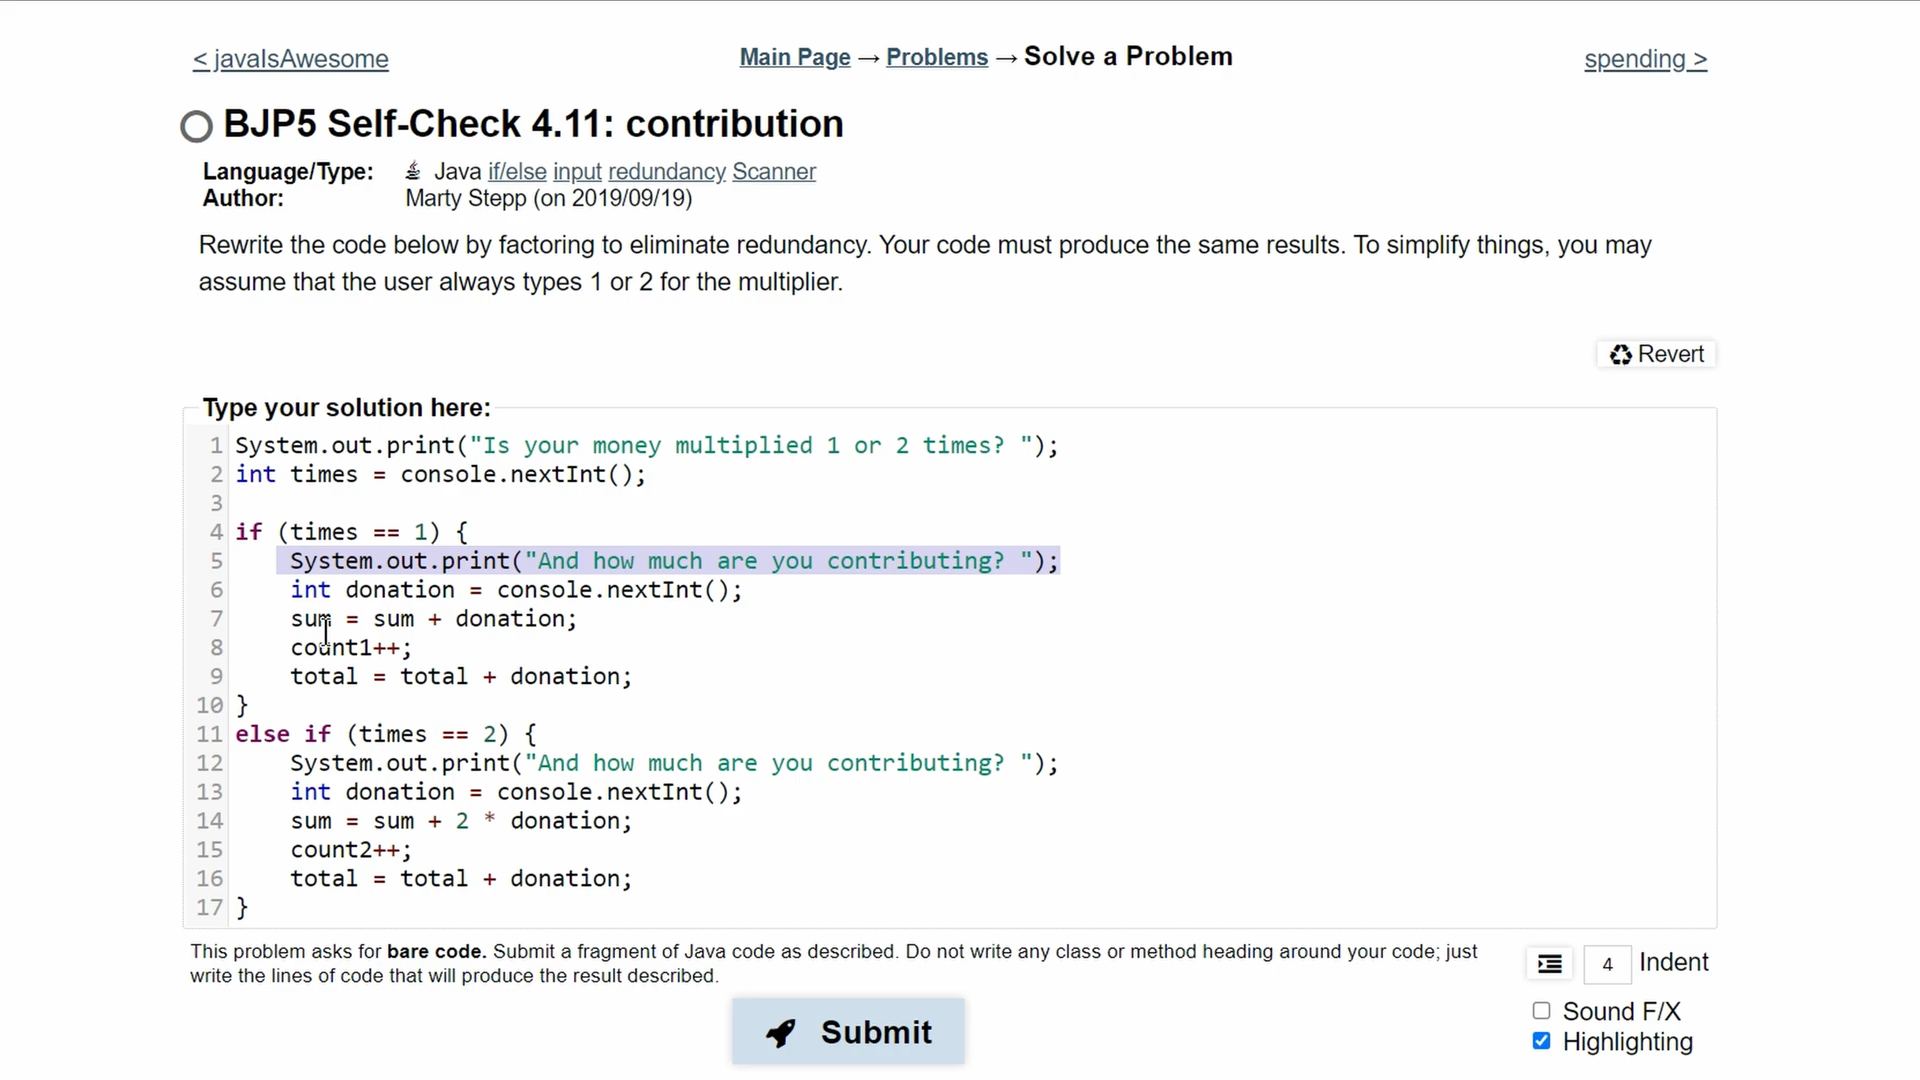 < javaIsAwesome
Main Page → Problems → Solve a Problem
spending >
BJP5 Self-Check 4.11: contribution
Language/Type: Java if/else input redundancy Scanner
Author: Marty Stepp (on 2019/09/19)
Rewrite the code below by factoring to eliminate redundancy. Your code must produce the same results. To simplify things, you may
assume that the user always types 1 or 2 for the multiplier.
Revert
Type your solution here:
1 System.out.print("Is your money multiplied 1 or 2 times? ");
2 int times = console.nextInt();
3
4 if (times == 1) {
5     System.out.print("And how much are you contributing? ");
6     int donation = console.nextInt();
7     sum = sum + donation;
8     count1++;
9     total = total + donation;
10 }
11 else if (times == 2) {
12     System.out.print("And how much are you contributing? ");
13     int donation = console.nextInt();
14     sum = sum + 2 * donation;
15     count2++;
16     total = total + donation;
17 }
This problem asks for bare code. Submit a fragment of Java code as described. Do not write any class or method heading around your code; just
write the lines of code that will produce the result described.
4 Indent
Sound F/X
Highlighting
Submit